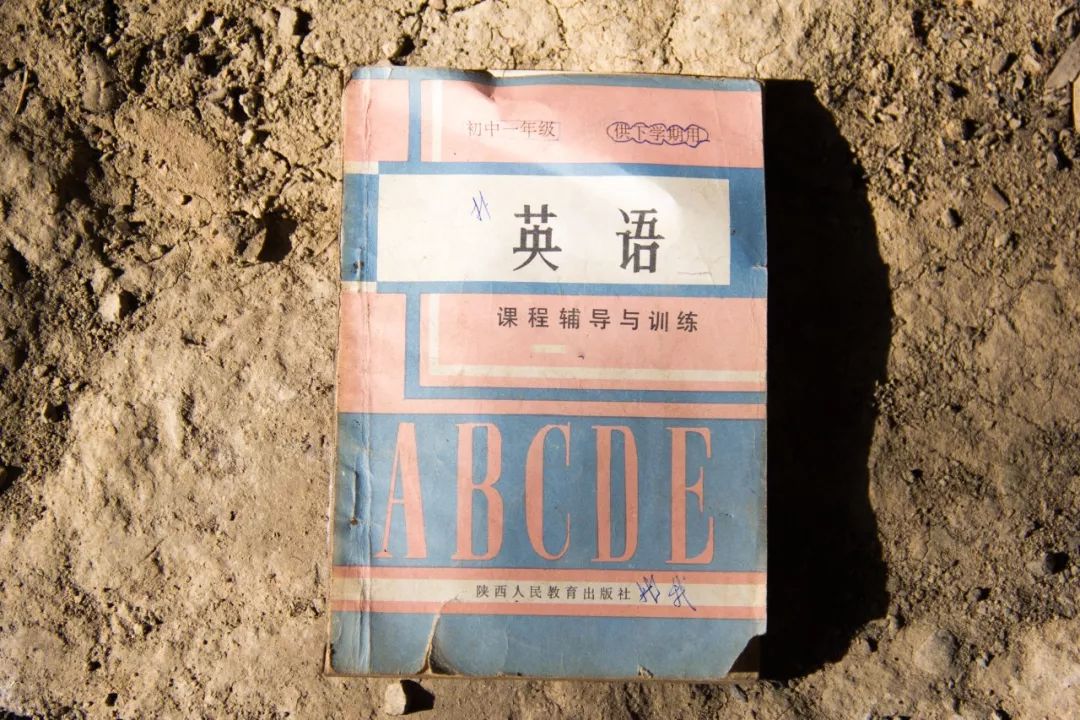 初中一年级 供下学期用
英语
课程辅导与训练
ABCDE
陕西人民教育出版社